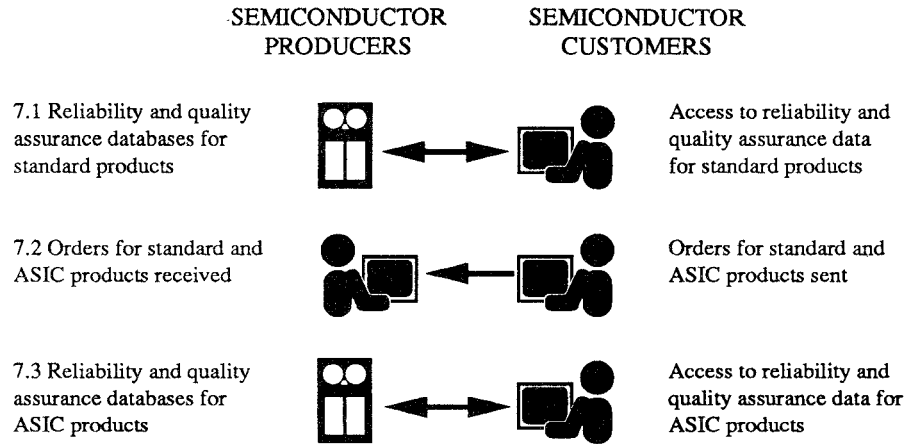 SEMICONDUCTOR
PRODUCERS
SEMICONDUCTOR
CUSTOMERS
7.1 Reliability and quality
assurance databases for
standard products
Access to reliability and
quality assurance data
for standard products
7.2 Orders for standard and
ASIC products received
Orders for standard and
ASIC products sent
7.3 Reliability and quality
assurance databases for
ASIC products
Access to reliability and
quality assurance data for
ASIC products